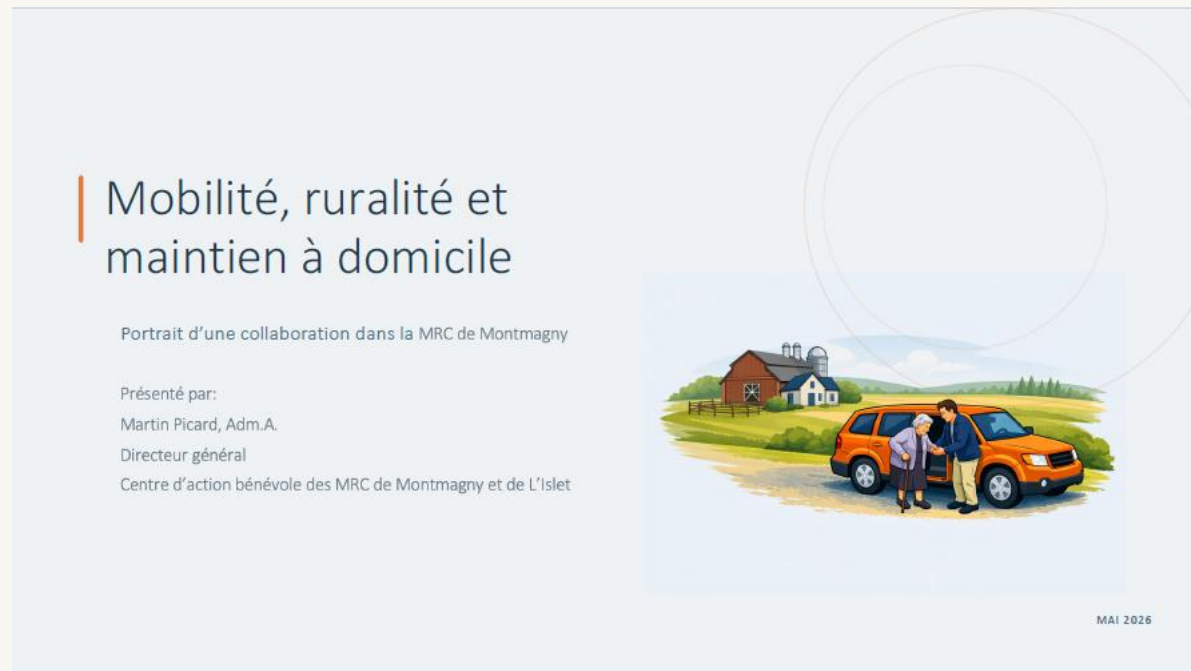 Mobilité, ruralité et
maintien à domicile
Portrait d’une collaboration dans la MRC de Montmagny
Présenté par:
Martin Picard, Adm.A.
Directeur général
Centre d’action bénévole des MRC de Montmagny et de L’Islet
MAI 2026